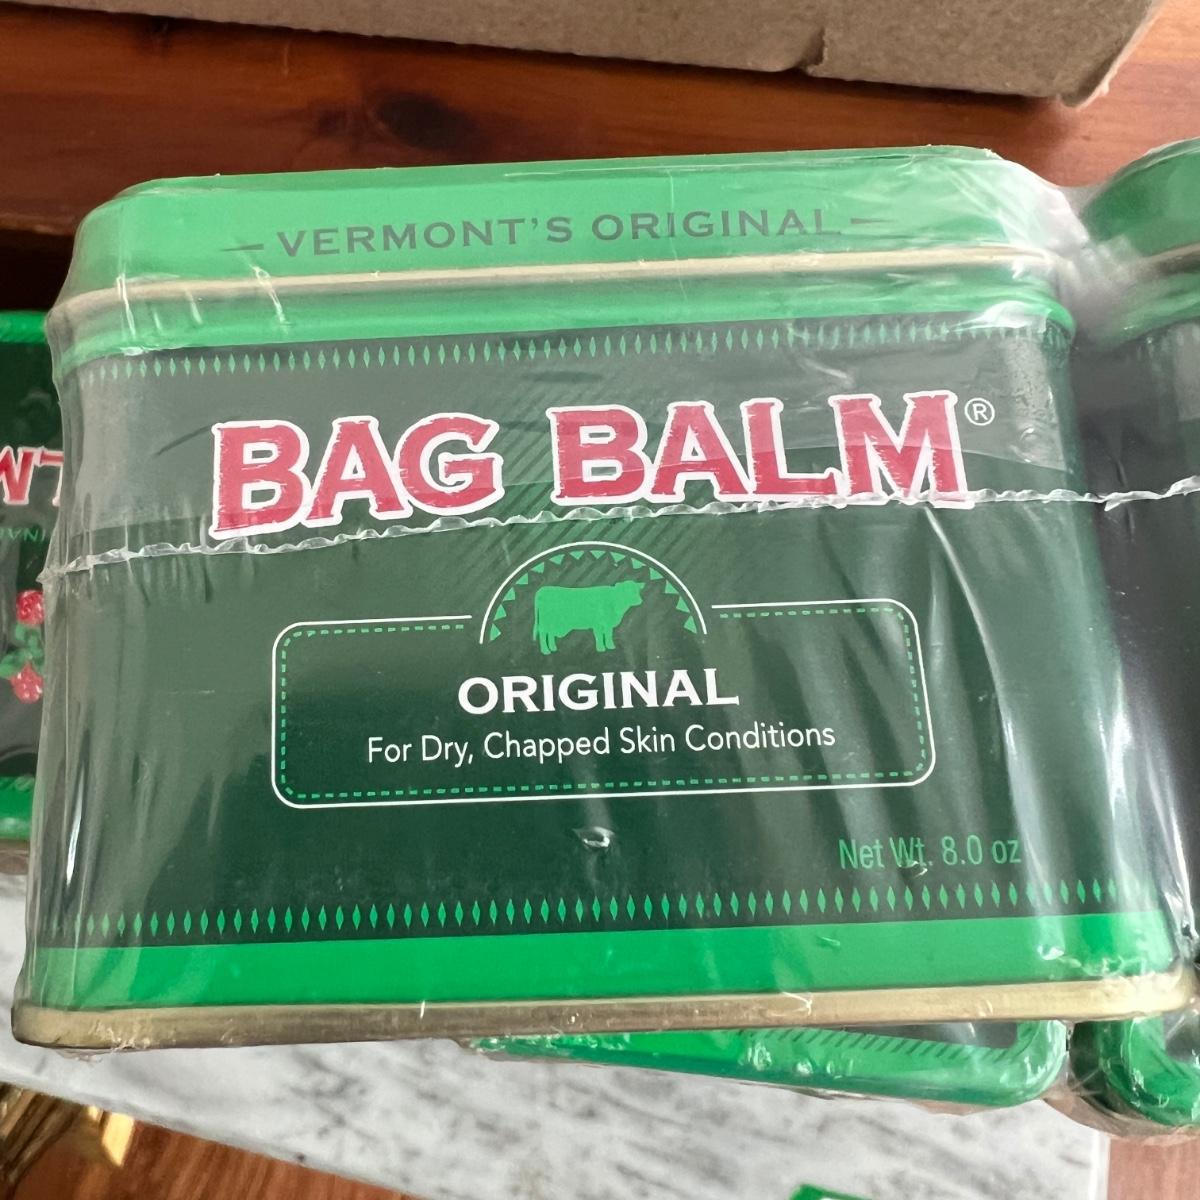 VERMONT'S ORIGINAL
BAG BALM®
ORIGINAL
For Dry, Chapped Skin Conditions
Net Wt. 8.0 oz